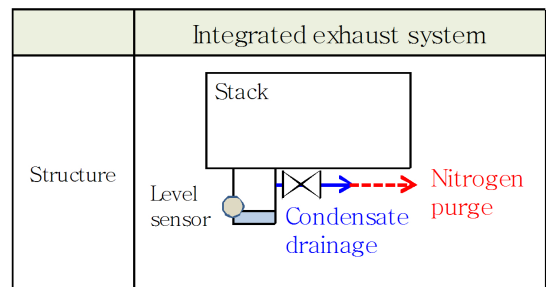 Integrated exhaust system
Structure
Stack
Level
sensor
Condensate
drainage
Nitrogen
purge